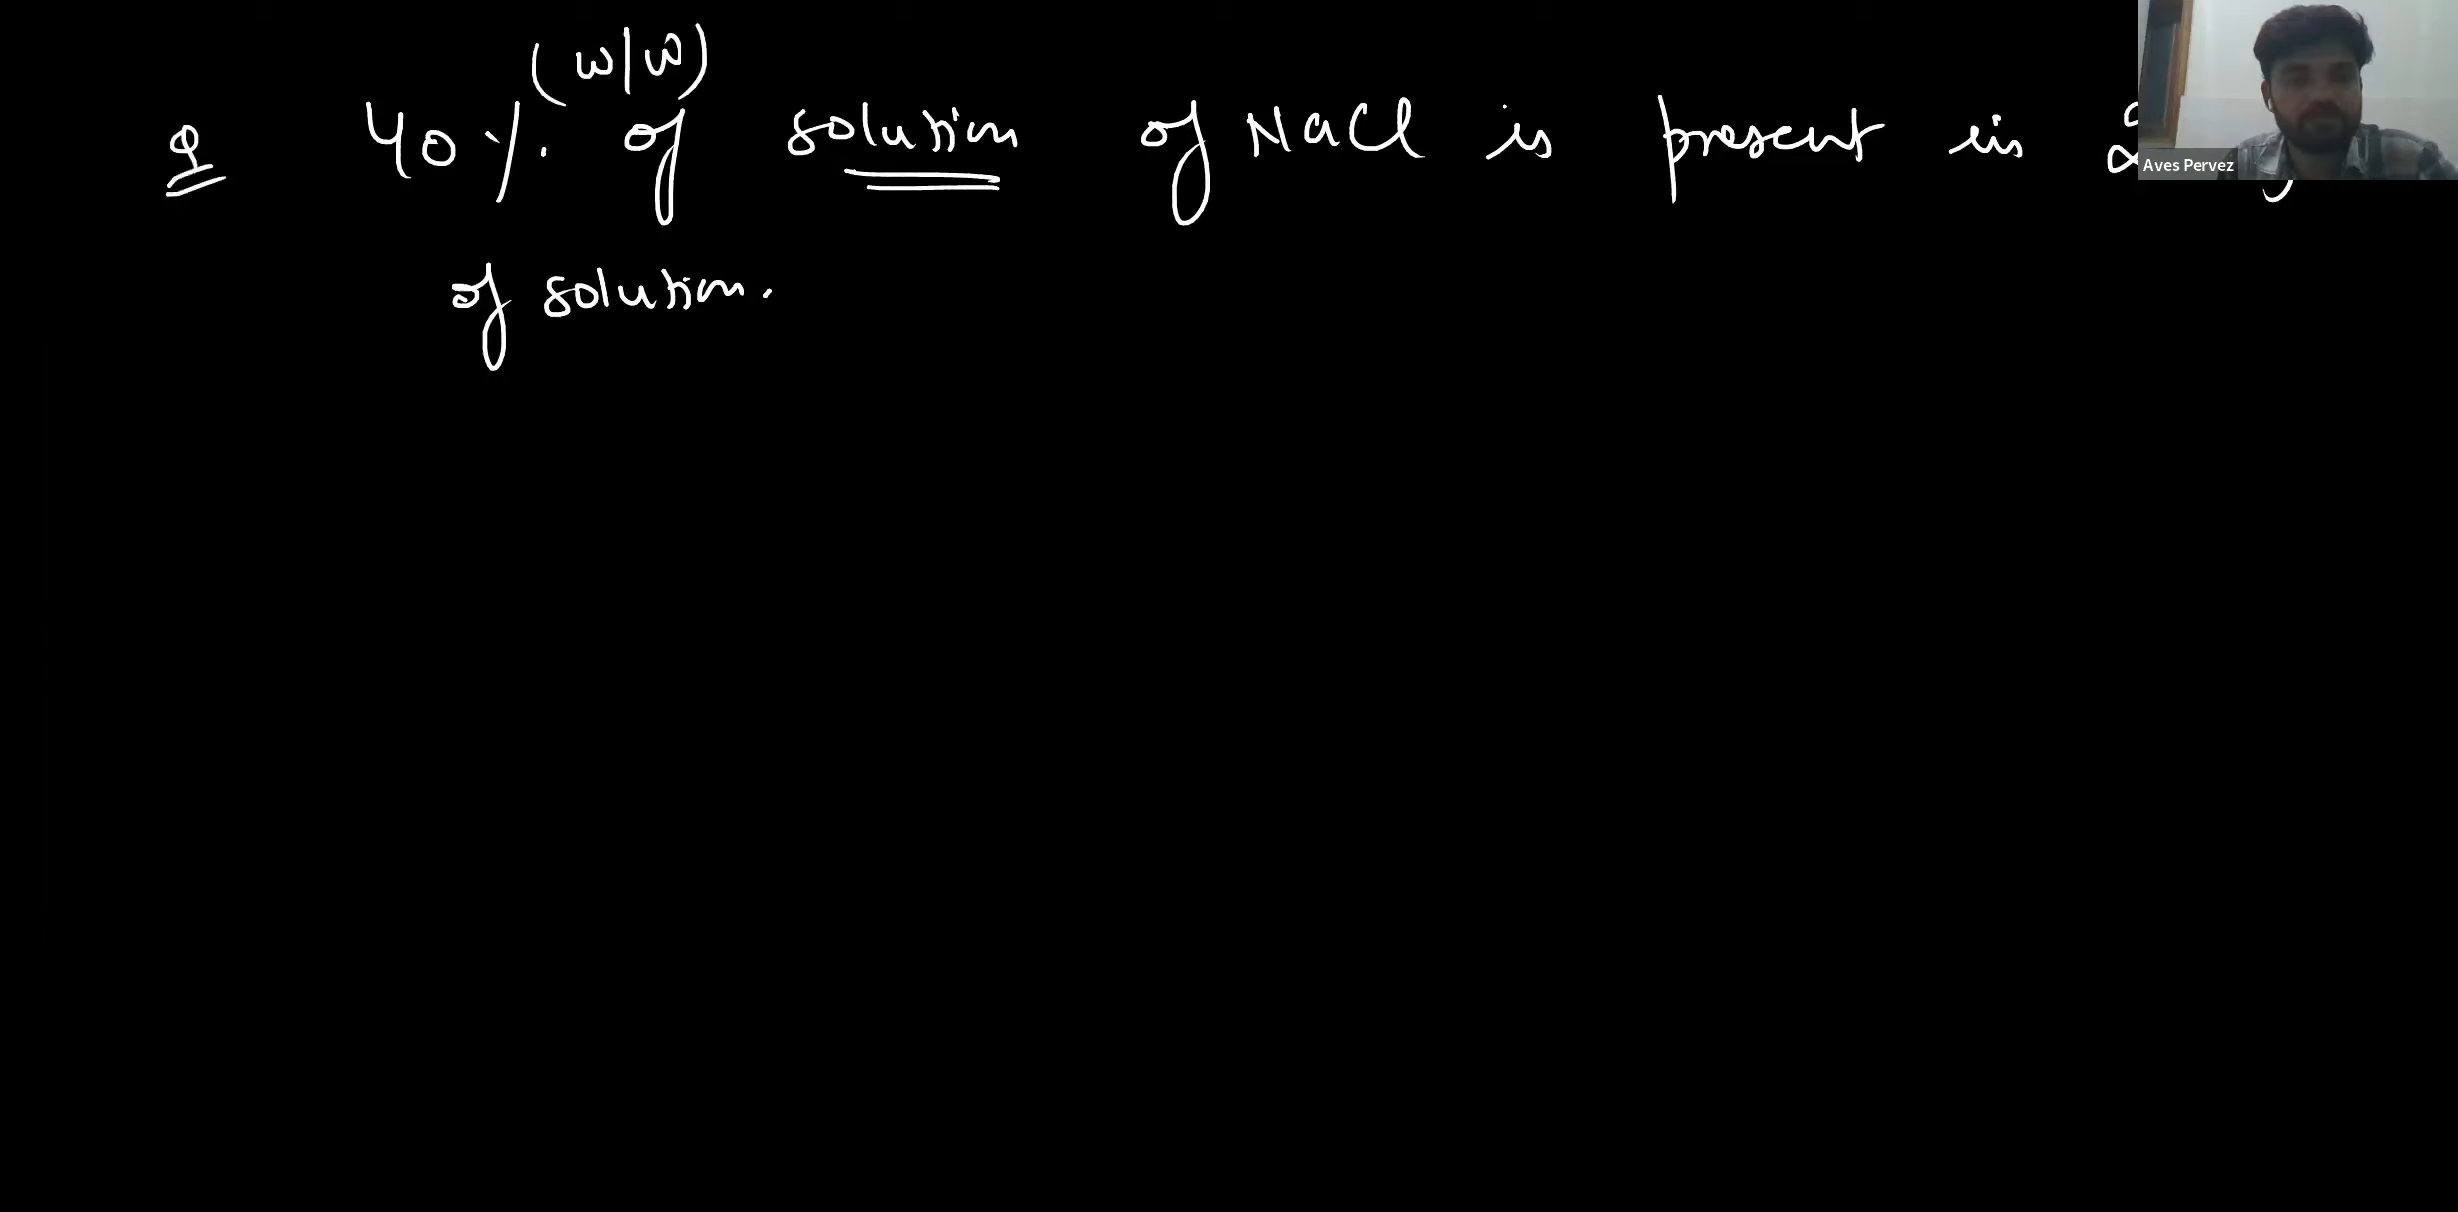 (w/w)
Q 40 %. of solution of NaCl is present in
Aves Pervez
of solution.